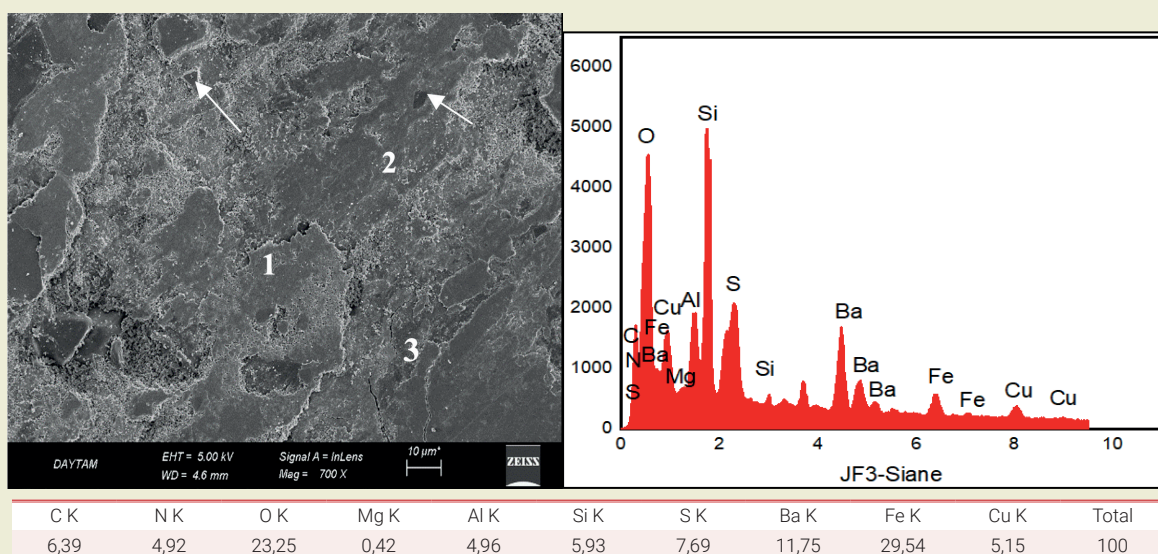 2
1
3
DAYTAM
EHT = 5.00 kV
WD = 4.6 mm
Signal A = InLens
Mag = 700 X
10 µm*
ZEISS
6000
5000
4000
3000
2000
1000
0
O
Si
Cu
Al
S
C
Fe
N
Ba
Mg
S
Si
Ba
Ba
Ba
Fe
Fe
Cu
Cu
0 2 4 6 8 10
JF3-Siane
C K N K O K Mg K Al K Si K S K Ba K Fe K Cu K Total
6,39 4,92 23,25 0,42 4,96 5,93 7,69 11,75 29,54 5,15 100